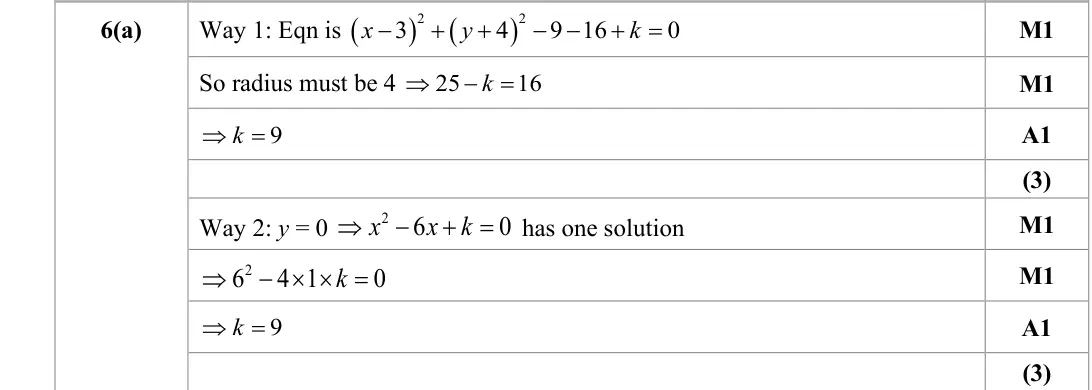 6(a) Way 1: Eqn is (x−3)² + (y+4)² −9−16+k = 0 M1
So radius must be 4 ⇒ 25−k = 16 M1
⇒ k = 9 A1
(3)
Way 2: y = 0 ⇒ x² −6x+k = 0 has one solution M1
⇒ 6² −4×1×k = 0 M1
⇒ k = 9 A1
(3)